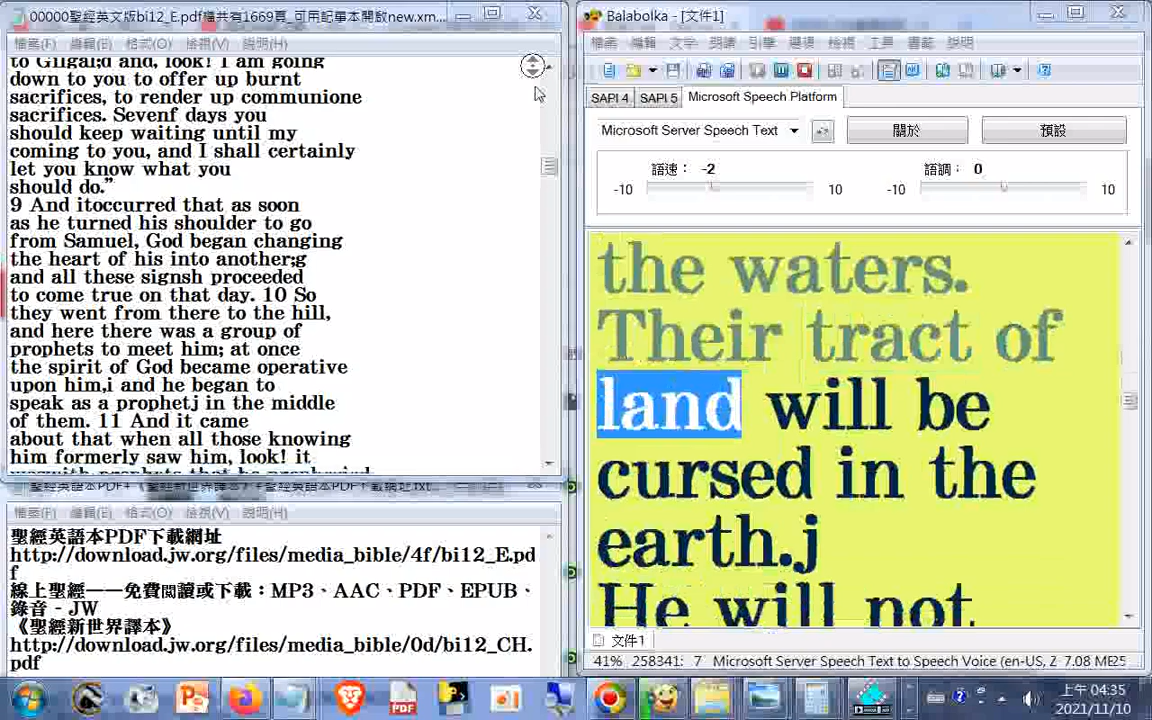 00000聖經英文版bi12_E.pdf檔共有1669頁_可用記事本開啟new.xm...
檔案(F) 編輯(E) 格式(O) 檢視(V) 說明(H)
to Gilgal;d and, look! I am going
down to you to offer up burnt
sacrifices, to render up communione
sacrifices. Sevenf days you
should keep waiting until my
coming to you, and I shall certainly
let you know what you
should do.”
9 And itoccurred that as soon
as he turned his shoulder to go
from Samuel, God began changing
the heart of his into another;g
and all these signsh proceeded
to come true on that day. 10 So
they went from there to the hill,
and here there was a group of
prophets to meet him; at once
the spirit of God became operative
upon him,i and he began to
speak as a prophetj in the middle
of them. 11 And it came
about that when all those knowing
him formerly saw him, look! it
waswith prophets that he prophesied
檔案(F) 編輯(E) 格式(O) 檢視(V) 說明(H)
聖經英語本PDF下載網址
http://download.jw.org/files/media_bible/4f/bi12_E.pd
f
線上聖經——免費閱讀或下載：MP3、AAC、PDF、EPUB、
錄音 - JW
《聖經新世界譯本》
http://download.jw.org/files/media_bible/0d/bi12_CH.
pdf
Balabolka - [文件1]
檔案 編輯 文字 朗讀 引擎 選項 檢視 工具 書籤 說明
SAPI 4 SAPI 5 Microsoft Speech Platform
Microsoft Server Speech Text 關於 預設
語速： -2 語調： 0
-10 10 -10 10
the waters.
Their tract of
land will be
cursed in the
earth.j
He will not
文件1
41% 258341: 7 Microsoft Server Speech Text to Speech Voice (en-US, Z 7.08 ME25
上午 04:35
2021/11/10